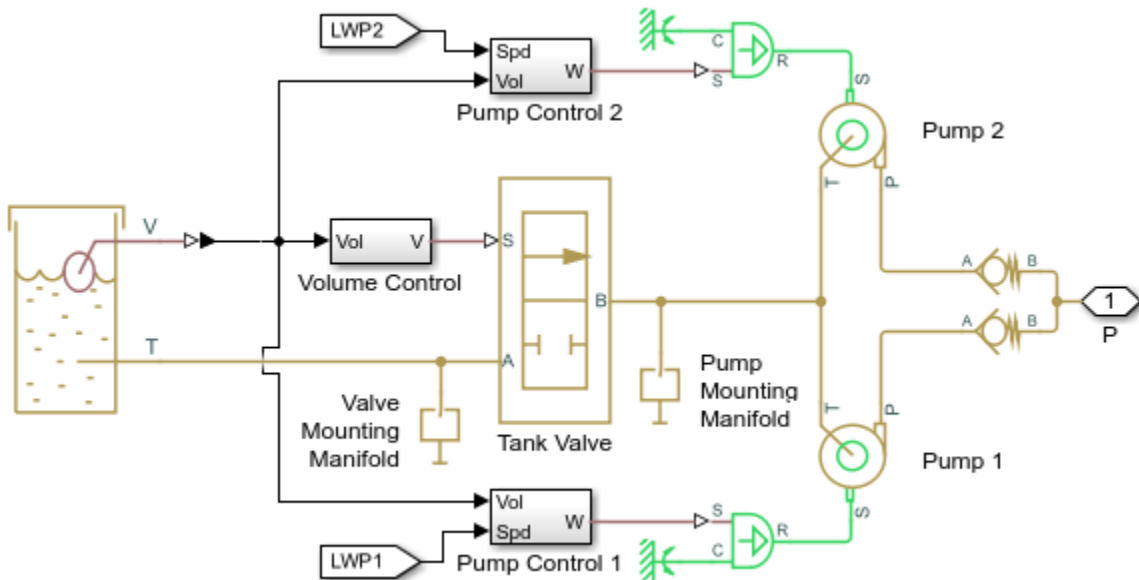 LWP2
Spd
Vol
W
Pump Control 2
C
S
R
S
Pump 2
T
P
V
Vol
V
Volume Control
S
B
A
B
1
P
T
A
Valve
Mounting
Manifold
Tank Valve
Pump
Mounting
Manifold
A
B
T
P
Pump 1
Vol
Spd
W
Pump Control 1
LWP1
S
C
R
S